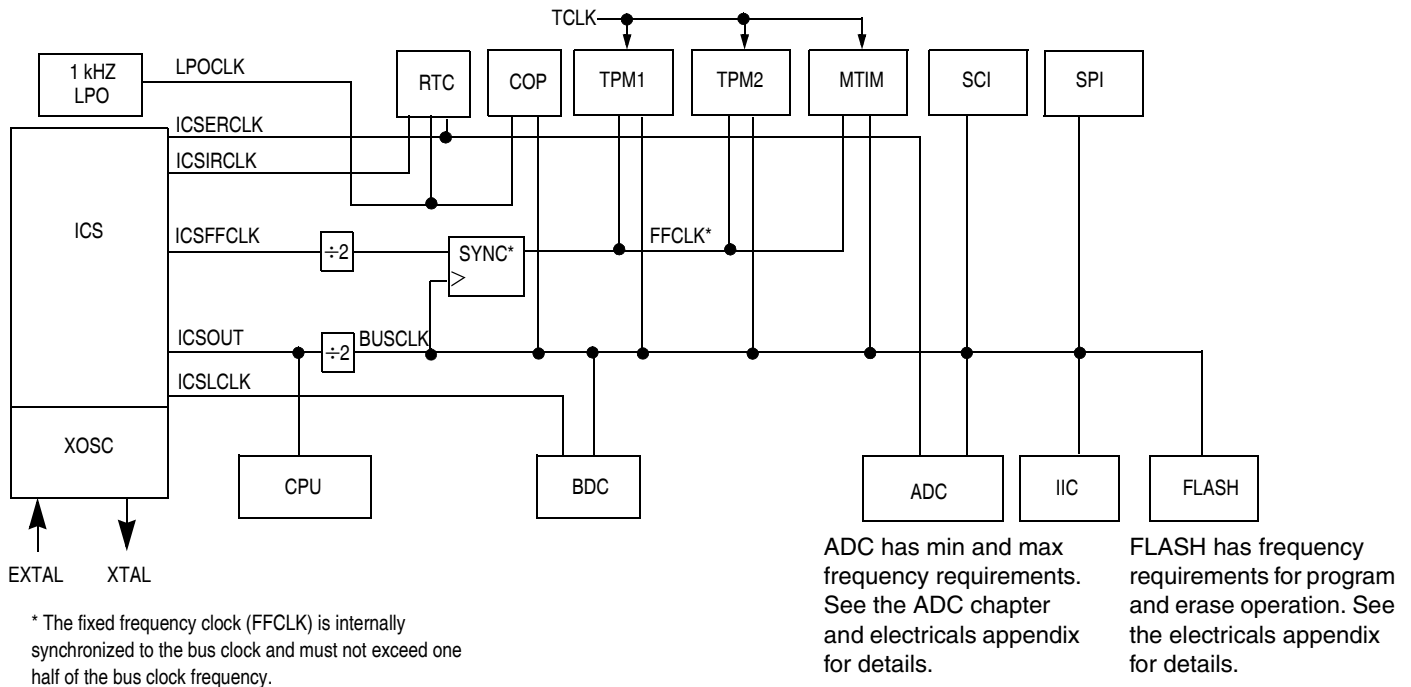 TCLK
1 kHZ
LPO
LPOCLK
RTC
COP
TPM1
TPM2
MTIM
SCI
SPI
ICSERCLK
ICSIRCLK
ICS
ICSFFCLK
÷2
SYNC*
FFCLK*
ICSOUT
÷2
BUSCLK
ICSLCLK
XOSC
CPU
BDC
ADC
IIC
FLASH
EXTAL
XTAL
ADC has min and max
frequency requirements.
See the ADC chapter
and electricals appendix
for details.
FLASH has frequency
requirements for program
and erase operation. See
the electricals appendix
for details.
* The fixed frequency clock (FFCLK) is internally
synchronized to the bus clock and must not exceed one
half of the bus clock frequency.